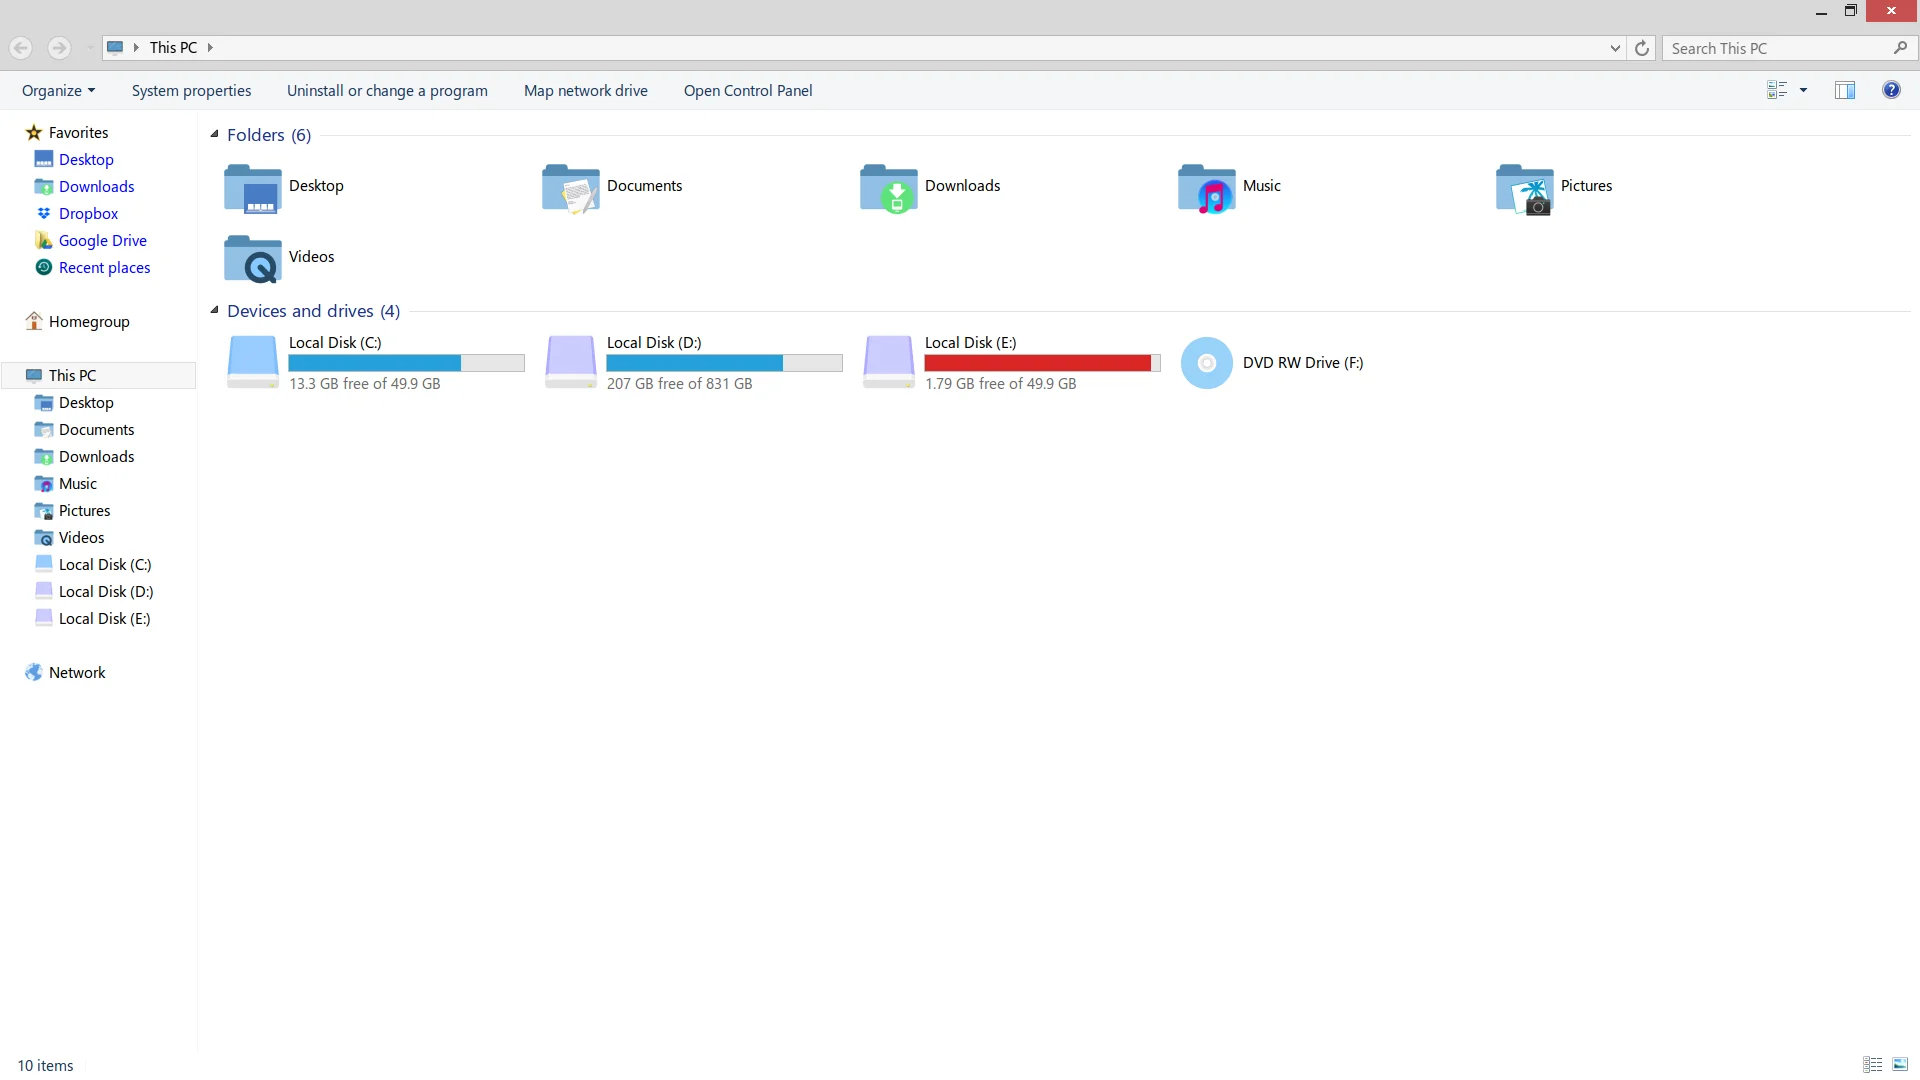 This PC
Search This PC
Organize
System properties
Uninstall or change a program
Map network drive
Open Control Panel
?
Favorites
Desktop
Downloads
Dropbox
Google Drive
Recent places
Homegroup
This PC
Desktop
Documents
Downloads
Music
Pictures
Videos
Local Disk (C:)
Local Disk (D:)
Local Disk (E:)
Network
Folders (6)
Desktop
Documents
Downloads
Music
Pictures
Videos
Devices and drives (4)
Local Disk (C:)
13.3 GB free of 49.9 GB
Local Disk (D:)
207 GB free of 831 GB
Local Disk (E:)
1.79 GB free of 49.9 GB
DVD RW Drive (F:)
10 items